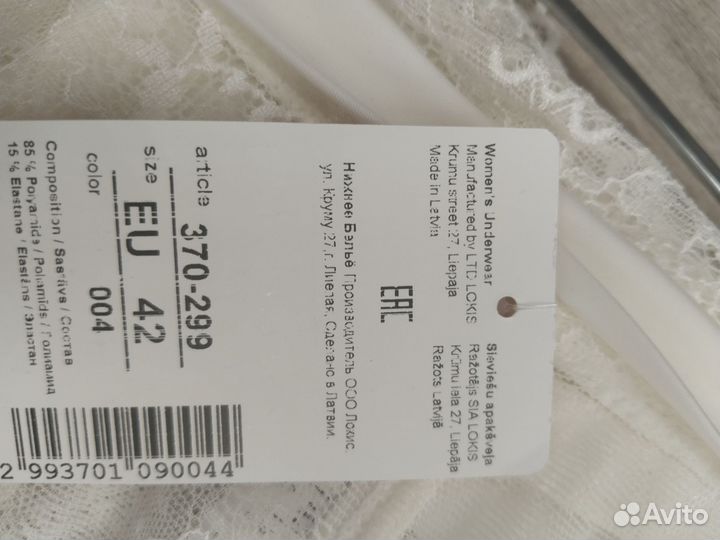 Women's Underwear
Manufactured by LTD LOKIS
Krumu street 27, Liepaja
Made in Latvia
Sieviešu apakšveļa
Ražotājs SIA LOKIS
Krūmu iela 27, Liepāja
Ražots Latvijā
EAC
Нижнее Бельё Производитель ООО Локис,
ул. Круму ,27,г. Лиепая, Сделано в Латвии.
article 370-299
size EU 42
color 004
Composition / Sastāvs / Состав
85 % Polyamide / Poliamīds / Полиамид
15 % Elastane / Elastāns / Эластан
2 993701 090044
Avito